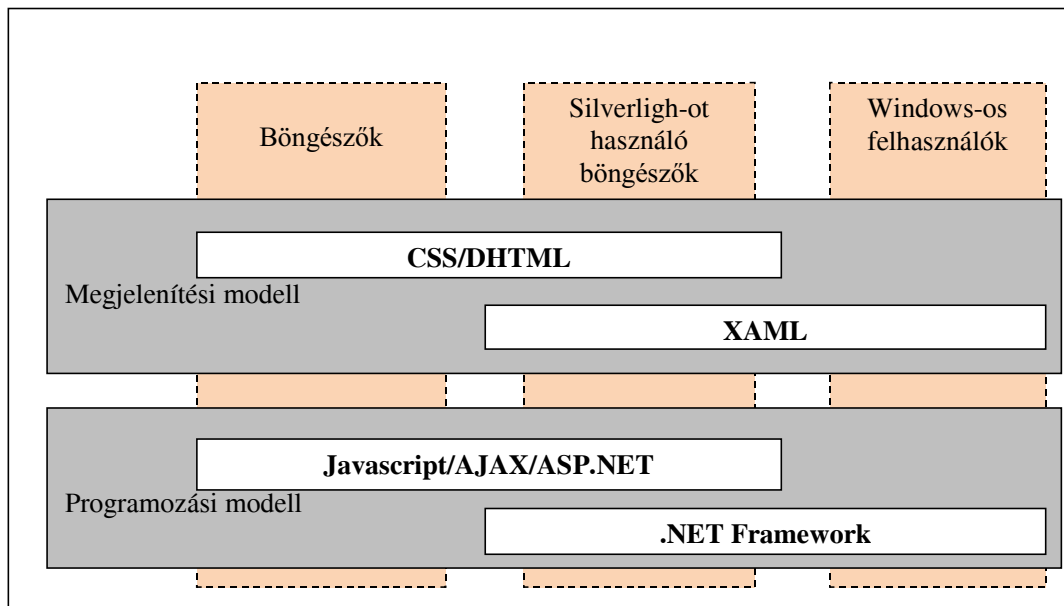 Böngészők
Silverligh-ot
használó
böngészők
Windows-os
felhasználók
CSS/DHTML
Megjelenítési modell
XAML
Javascript/AJAX/ASP.NET
Programozási modell
.NET Framework